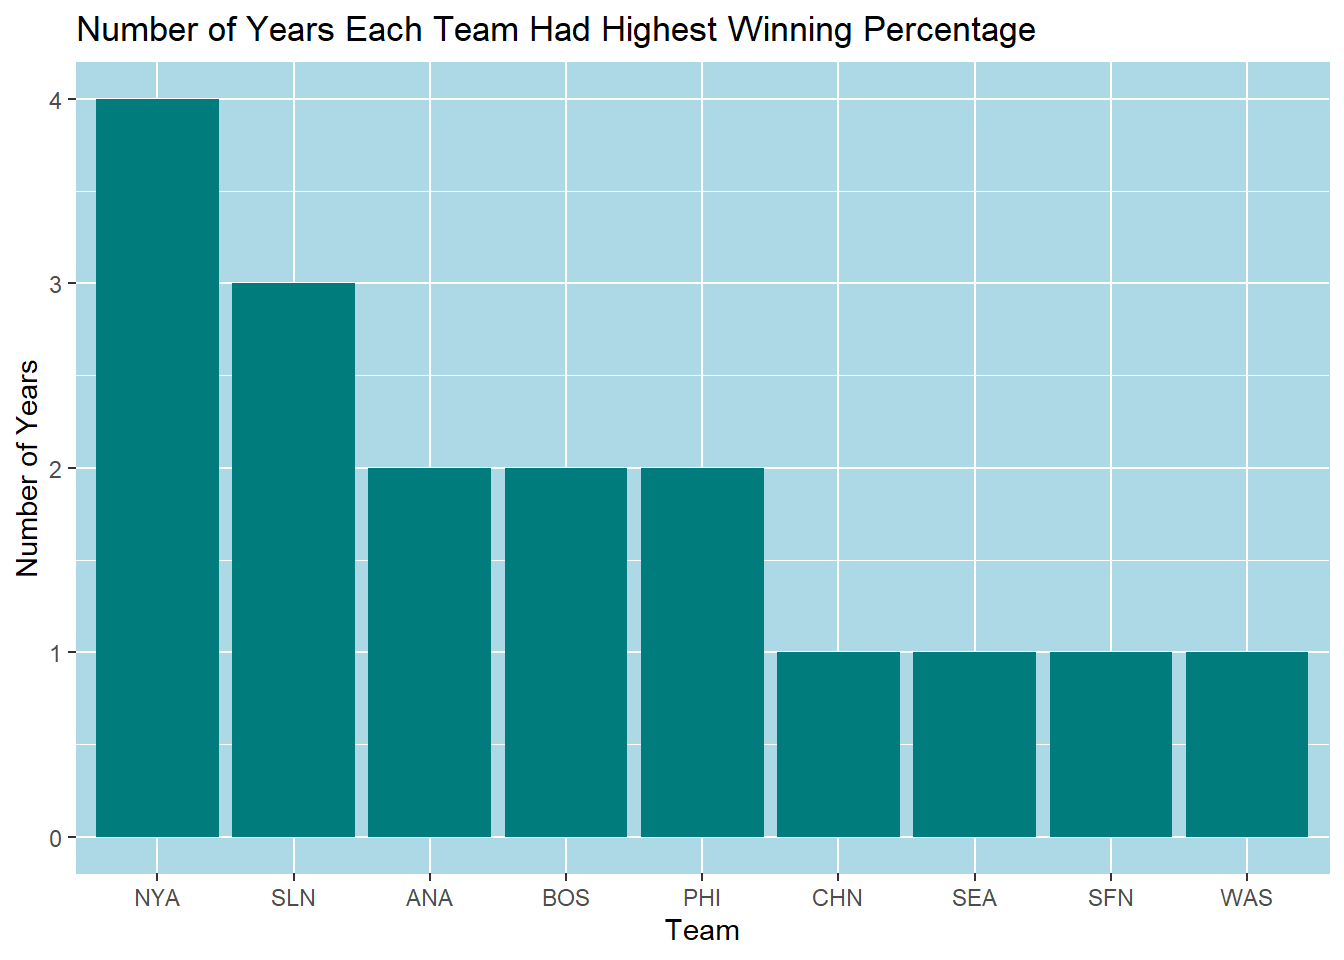 Number of Years Each Team Had Highest Winning Percentage
Number of Years
4
3
2
1
0
NYA SLN ANA BOS PHI CHN SEA SFN WAS
Team